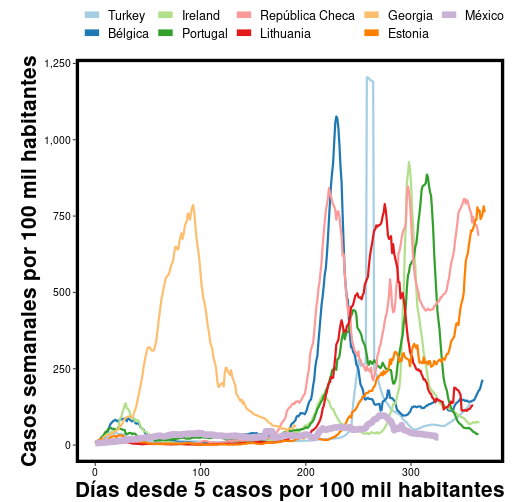 Turkey Ireland República Checa Georgia México
Bélgica Portugal Lithuania Estonia
Casos semanales por 100 mil habitantes
1,250
1,000
750
500
250
0
0 100 200 300
Días desde 5 casos por 100 mil habitantes